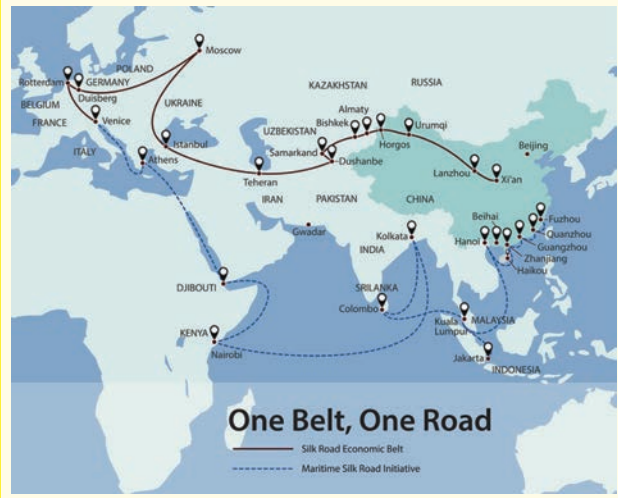 Moscow
POLAND
Rotterdam
GERMANY
Duisberg
BELGIUM
FRANCE
Venice
UKRAINE
ITALY
Athens
Istanbul
KAZAKHSTAN
RUSSIA
Almaty
Bishkek
UZBEKISTAN
Urumqi
Samarkand
Horgos
Dushanbe
Beijing
Lanzhou
Xi'an
Teheran
IRAN
PAKISTAN
CHINA
Gwadar
Kolkata
INDIA
Beihai
Hanoi
Fuzhou
Quanzhou
Guangzhou
Zhanjiang
Haikou
DJIBOUTI
SRILANKA
Colombo
KENYA
Nairobi
Kuala
Lumpur
MALAYSIA
Jakarta
INDONESIA
One Belt, One Road
Silk Road Economic Belt
Maritime Silk Road Initiative